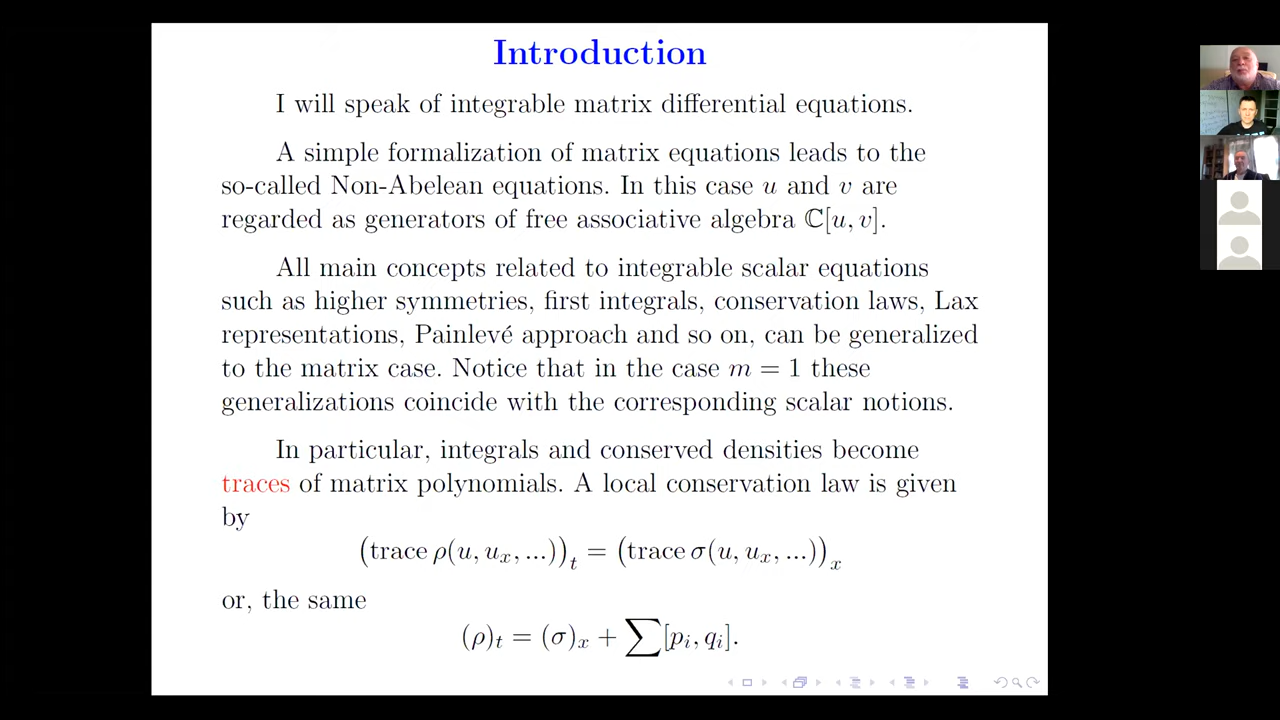 Introduction
I will speak of integrable matrix differential equations.
A simple formalization of matrix equations leads to the
so-called Non-Abelean equations. In this case u and v are
regarded as generators of free associative algebra ℂ[u, v].
All main concepts related to integrable scalar equations
such as higher symmetries, first integrals, conservation laws, Lax
representations, Painlevé approach and so on, can be generalized
to the matrix case. Notice that in the case m = 1 these
generalizations coincide with the corresponding scalar notions.
In particular, integrals and conserved densities become
traces of matrix polynomials. A local conservation law is given
by
(trace ρ(u, u_x, ...))_t = (trace σ(u, u_x, ...))_x
or, the same
(ρ)_t = (σ)_x + ∑[p_i, q_i].